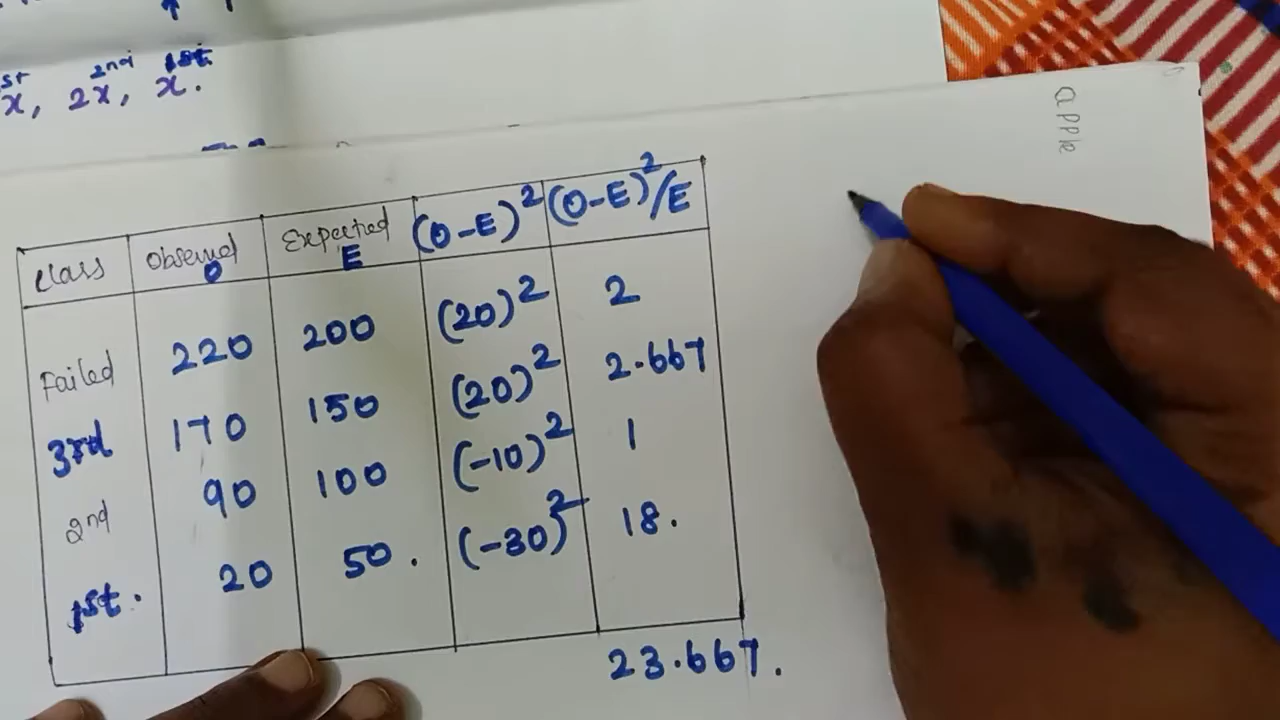 st 2nd 1st
x, 2x, x.
apple
Class Observed O Expected E (O-E)² (O-E)²/E
Failed 220 200 (20)² 2
3rd 170 150 (20)² 2.667
2nd 90 100 (-10)² 1
1st. 20 50. (-30)² 18.
23.667.